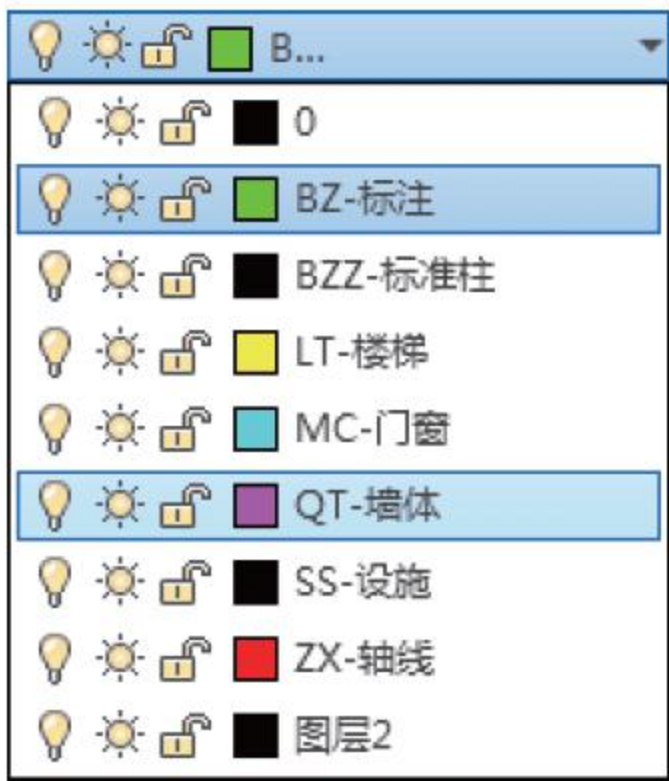 B...
0
BZ-标注
BZZ-标准柱
LT-楼梯
MC-门窗
QT-墙体
SS-设施
ZX-轴线
图层2